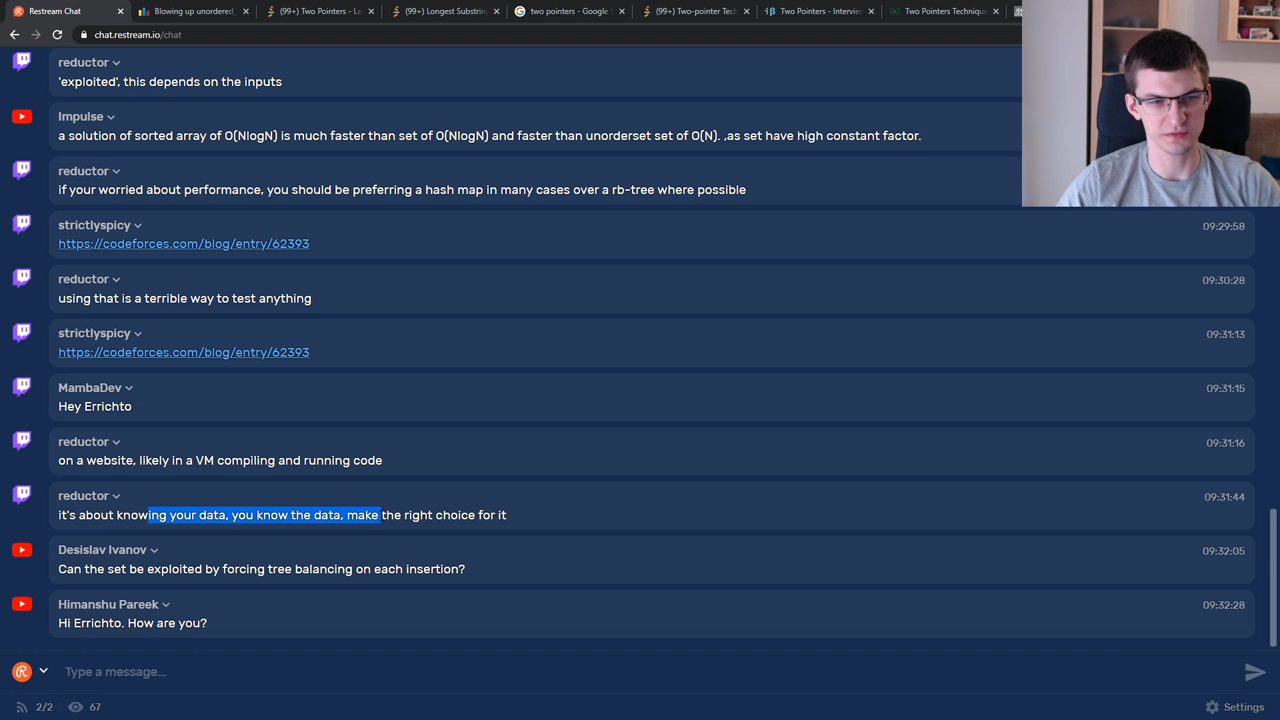 Restream Chat
Blowing up unordered_
(99+) Two Pointers - Le
(99+) Longest Substring
two pointers - Google S
(99+) Two-pointer Tech
Two Pointers - Interview
Two Pointers Technique
chat.restream.io/chat
reductor
'exploited', this depends on the inputs
Impulse
a solution of sorted array of O(NlogN) is much faster than set of O(NlogN) and faster than unorderset set of O(N). ,as set have high constant factor.
reductor
if your worried about performance, you should be preferring a hash map in many cases over a rb-tree where possible
strictlyspicy
09:29:58
https://codeforces.com/blog/entry/62393
reductor
09:30:28
using that is a terrible way to test anything
strictlyspicy
09:31:13
https://codeforces.com/blog/entry/62393
MambaDev
09:31:15
Hey Errichto
reductor
09:31:16
on a website, likely in a VM compiling and running code
reductor
09:31:44
it's about knowing your data, you know the data, make the right choice for it
Desislav Ivanov
09:32:05
Can the set be exploited by forcing tree balancing on each insertion?
Himanshu Pareek
09:32:28
Hi Errichto. How are you?
Type a message...
2/2
67
Settings